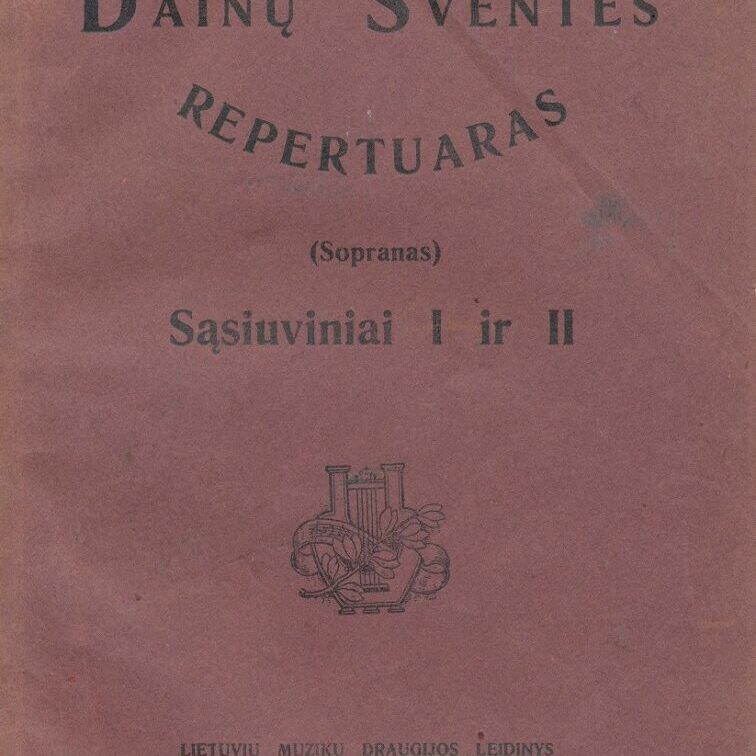 DAINŲ ŠVENTĖS
REPERTUARAS
(Sopranas)
Sąsiuviniai I ir II
LIETUVIŲ MUZIKŲ DRAUGIJOS LEIDINYS